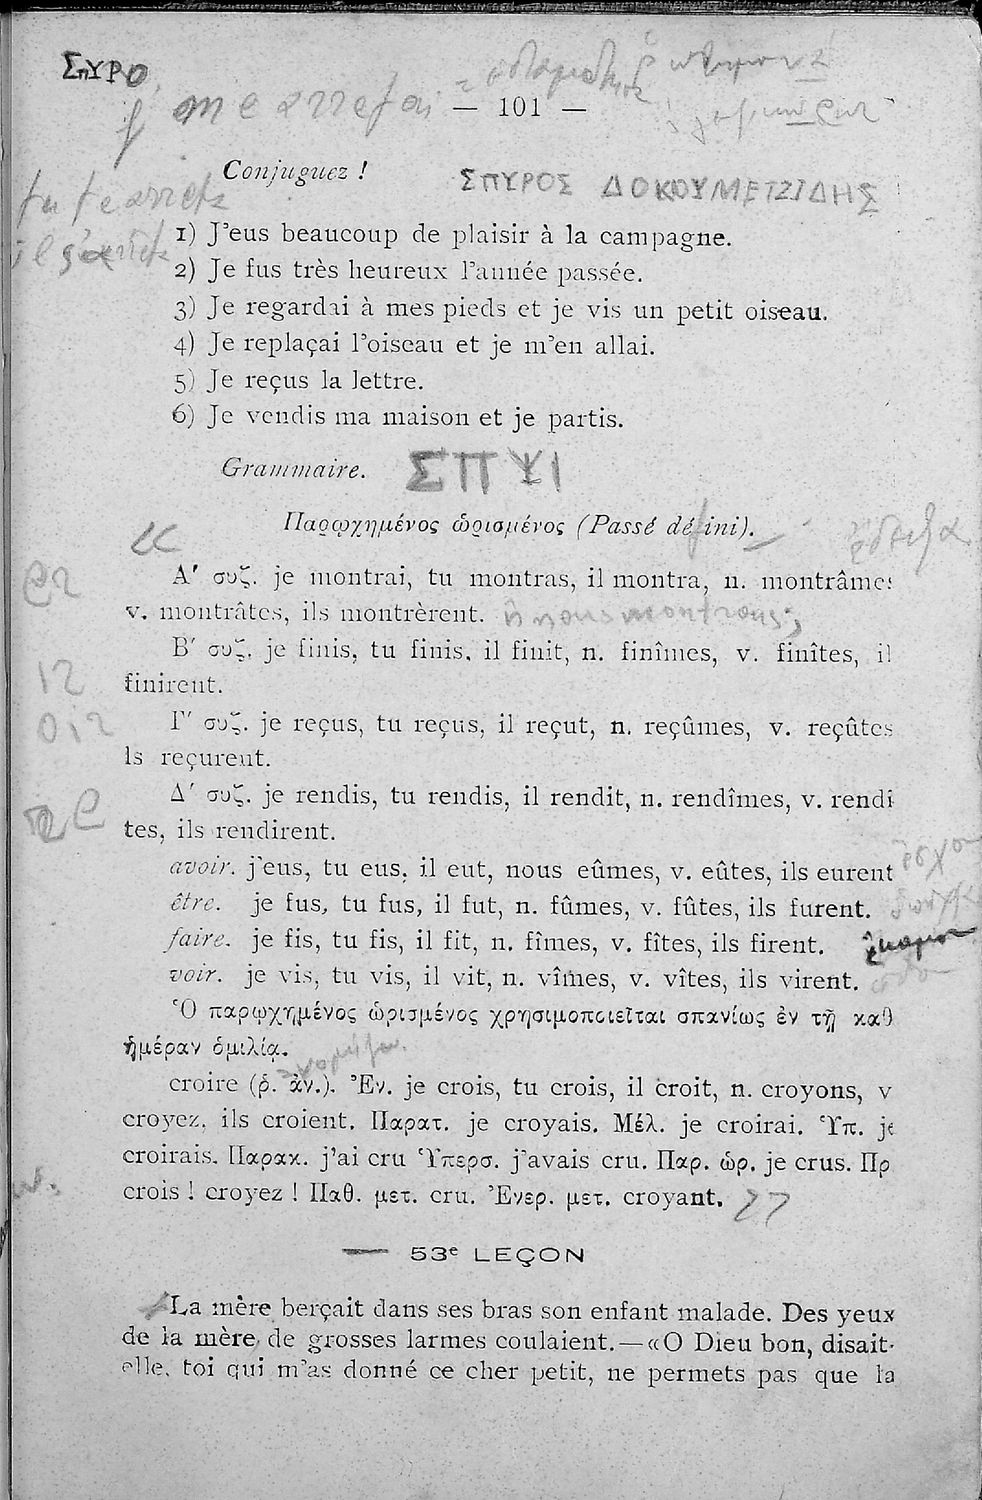 ΣΠΥΡΟ
— 101 —
Conjuguez !
ΣΠΥΡΟΣ ΔΟΚΟΥΜΕΤΖΙΔΗΣ
1) J'eus beaucoup de plaisir à la campagne.
2) Je fus très heureux l'année passée.
3) Je regardai à mes pieds et je vis un petit oiseau.
4) Je replaçai l'oiseau et je m'en allai.
5) Je reçus la lettre.
6) Je vendis ma maison et je partis.
Grammaire. ΣΠ ΨΙ
Παρῳχημένος ὡρισμένος (Passé défini).
Α' συζ. je montrai, tu montras, il montra, n. montrâmes
v. montrâtes, ils montrèrent.
Β' συζ. je finis, tu finis, il finit, n. finîmes, v. finîtes, il
finirent.
Γ' συζ. je reçus, tu reçus, il reçut, n. reçûmes, v. reçûtes
ls reçurent.
Δ' συζ. je rendis, tu rendis, il rendit, n. rendîmes, v. rendî
tes, ils rendirent.
avoir. j'eus, tu eus, il eut, nous eûmes, v. eûtes, ils eurent
être. je fus, tu fus, il fut, n. fûmes, v. fûtes, ils furent.
faire. je fis, tu fis, il fit, n. fîmes, v. fîtes, ils firent.
voir. je vis, tu vis, il vit, n. vîmes, v. vîtes, ils virent.
Ὁ παρῳχημένος ὡρισμένος χρησιμοποιεῖται σπανίως ἐν τῇ καθ
ἡμέραν ὁμιλίᾳ.
croire (ῥ. ἀν.). Ἐν. je crois, tu crois, il croit, n. croyons, v
croyez, ils croient. Παρατ. je croyais. Μέλ. je croirai. Ὑπ. je
croirais. Παρακ. j'ai cru Ὑπερσ. j'avais cru. Παρ. ὡρ. je crus. Πρ
crois ! croyez ! Παθ. μετ. cru. Ἐνερ. μετ. croyant.
53e LEÇON
La mère berçait dans ses bras son enfant malade. Des yeux
de la mère de grosses larmes coulaient.—«O Dieu bon, disait-
elle, toi qui m'as donné ce cher petit, ne permets pas que la